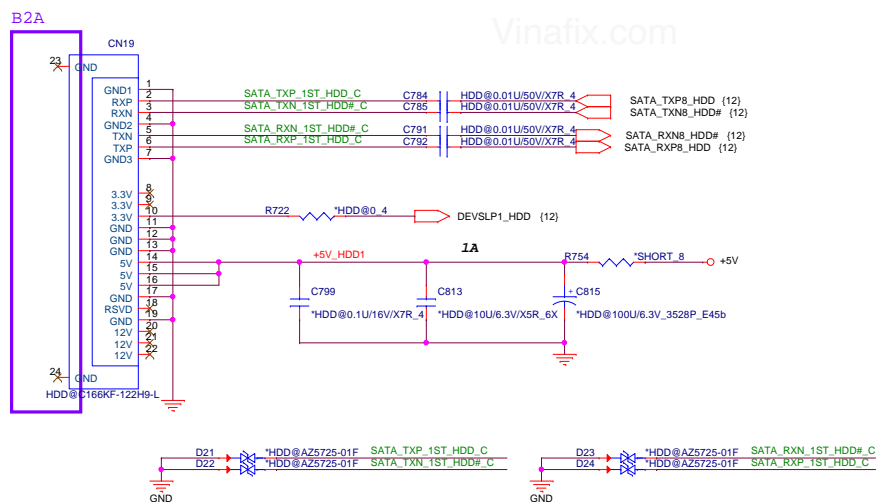 B2A
Vinafix.com
CN19
23
GND
1
GND1
2
RXP
SATA_TXP_1ST_HDD_C
C784
HDD@0.01U/50V/X7R_4
SATA_TXP8_HDD {12}
3
RXN
SATA_TXN_1ST_HDD#_C
C785
HDD@0.01U/50V/X7R_4
SATA_TXN8_HDD# {12}
4
GND2
5
TXN
SATA_RXN_1ST_HDD#_C
C791
HDD@0.01U/50V/X7R_4
SATA_RXN8_HDD# {12}
6
TXP
SATA_RXP_1ST_HDD_C
C792
HDD@0.01U/50V/X7R_4
SATA_RXP8_HDD {12}
7
GND3
8
3.3V
9
3.3V
10
3.3V
R722
*HDD@0_4
DEVSLP1_HDD {12}
11
GND
12
GND
13
GND
14
5V
+5V_HDD1
1A
R754
*SHORT_8
+5V
15
5V
16
5V
17
GND
18
RSVD
19
GND
20
12V
21
12V
22
12V
C799
*HDD@0.1U/16V/X7R_4
C813
*HDD@10U/6.3V/X5R_6X
+
C815
*HDD@100U/6.3V_3528P_E45b
24
GND
HDD@C166KF-122H9-L
D21
*HDD@AZ5725-01F
SATA_TXP_1ST_HDD_C
D22
*HDD@AZ5725-01F
SATA_TXN_1ST_HDD#_C
GND
D23
*HDD@AZ5725-01F
SATA_RXN_1ST_HDD#_C
D24
*HDD@AZ5725-01F
SATA_RXP_1ST_HDD_C
GND